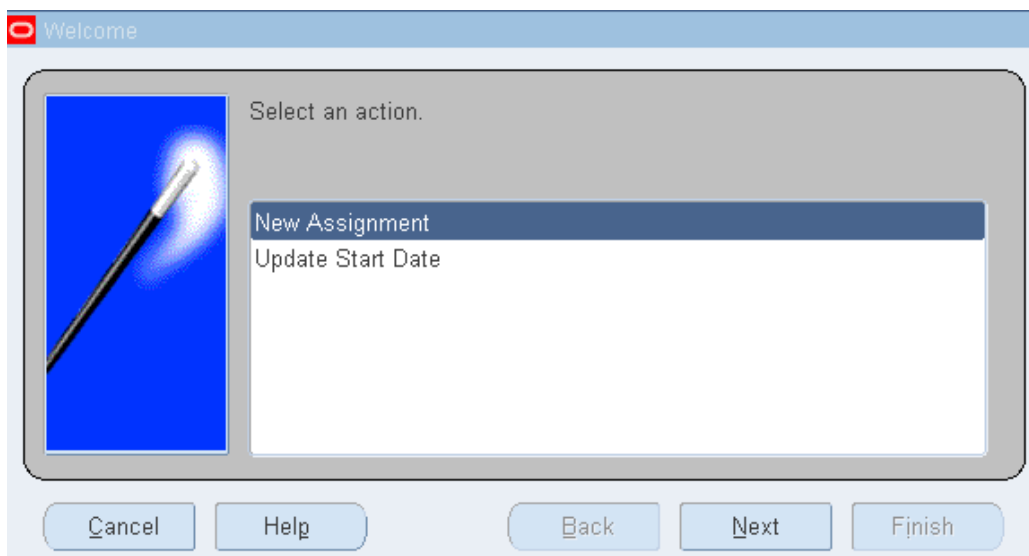 Welcome
Select an action.
New Assignment
Update Start Date
Cancel Help Back Next Finish